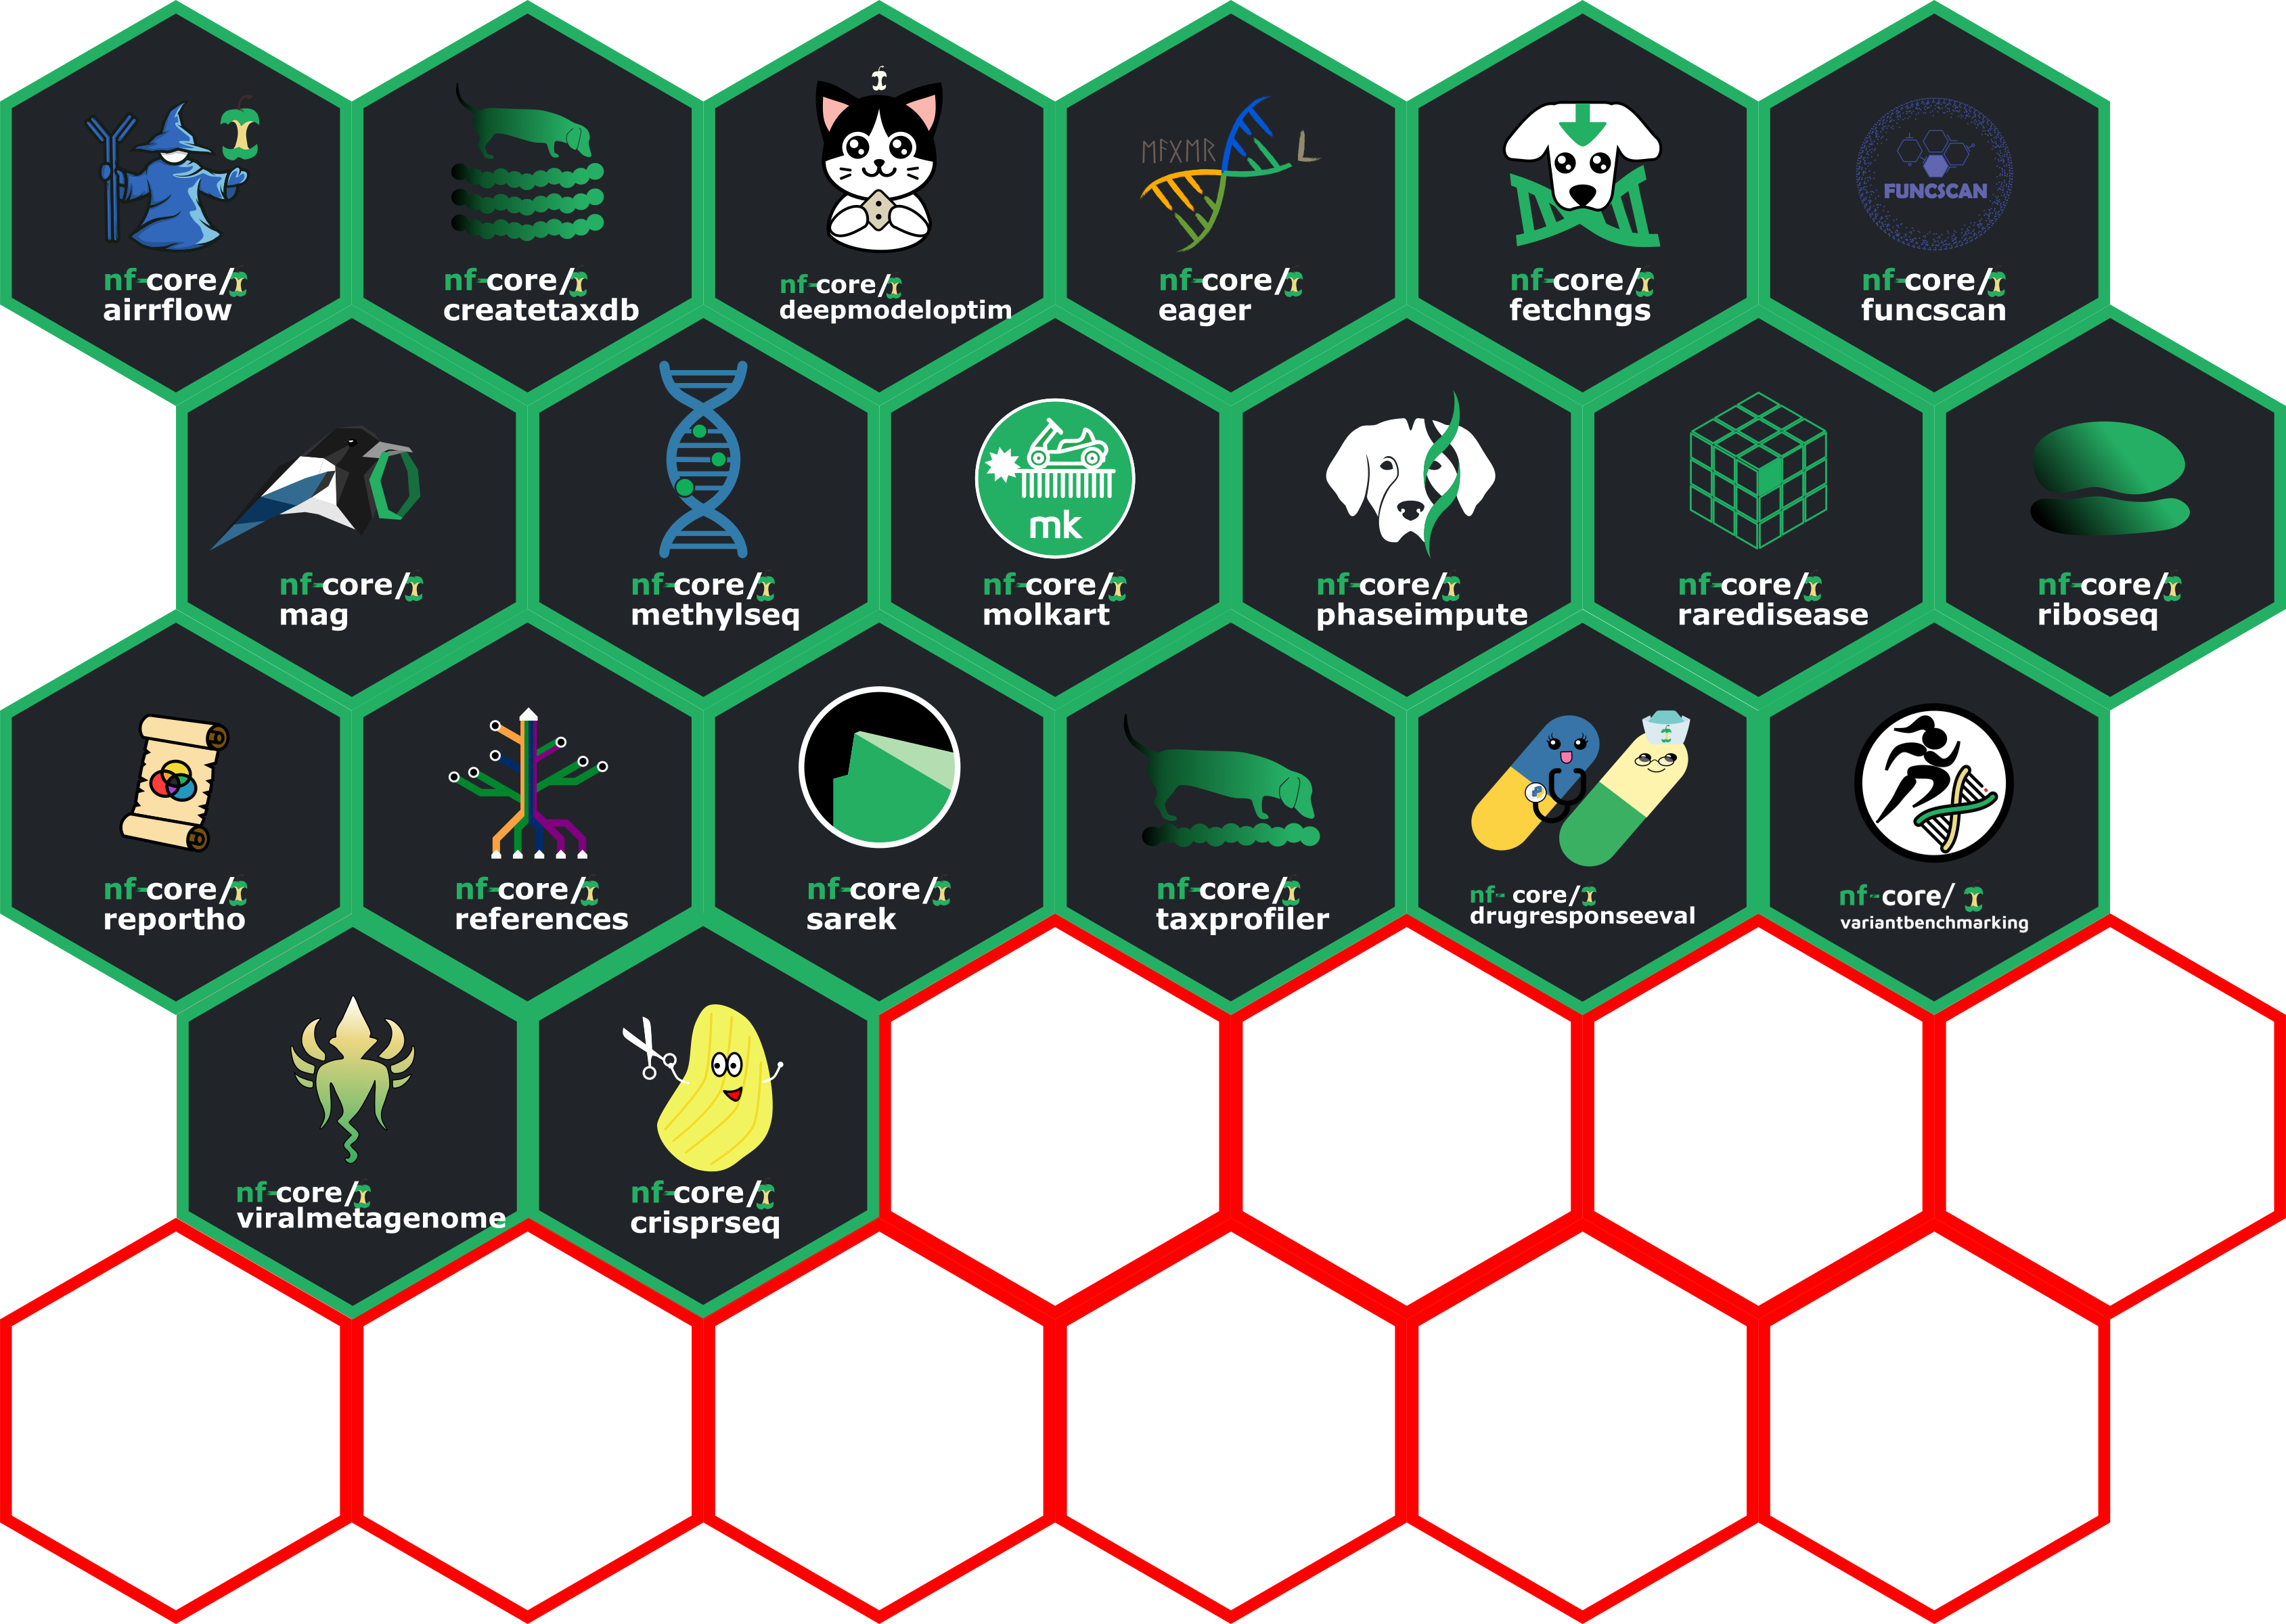 nf-core/
airrflow
nf-core/
createtaxdb
nf-core/
deepmodeloptim
ᛖᚨᚷᛖᚱ
nf-core/
eager
nf-core/
fetchngs
FUNCSCAN
nf-core/
funcscan
nf-core/
mag
nf-core/
methylseq
mk
nf-core/
molkart
nf-core/
phaseimpute
nf-core/
raredisease
nf-core/
riboseq
nf-core/
reportho
nf-core/
references
nf-core/
sarek
nf-core/
taxprofiler
nf-core/
drugresponseeval
nf-core/
variantbenchmarking
nf-core/
viralmetagenome
nf-core/
crisprseq